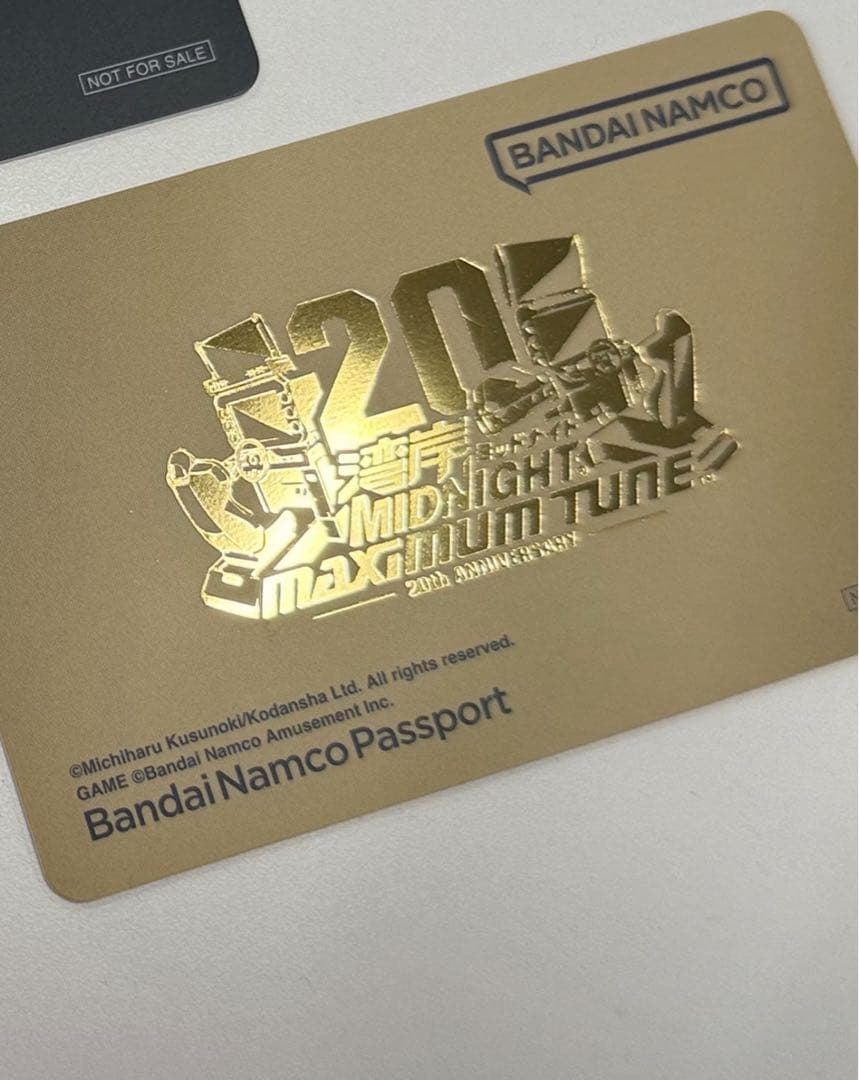 NOT FOR SALE
BANDAI NAMCO
20
湾岸ミッドナイト
MIDNIGHT
MAXIMUM TUNE
20th ANNIVERSARY
©Michiharu Kusunoki/Kodansha Ltd. All rights reserved.
GAME ©Bandai Namco Amusement Inc.
Bandai Namco Passport